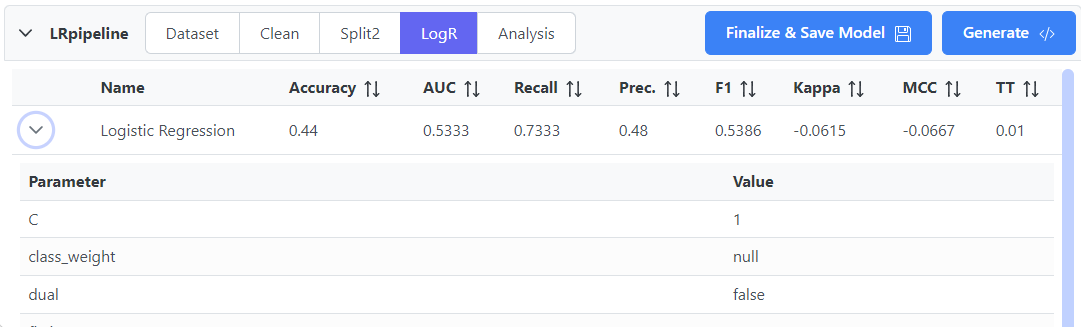 LRpipeline Dataset Clean Split2 LogR Analysis Finalize & Save Model Generate
Name Accuracy AUC Recall Prec. F1 Kappa MCC TT
Logistic Regression 0.44 0.5333 0.7333 0.48 0.5386 -0.0615 -0.0667 0.01
Parameter Value
C 1
class_weight null
dual false